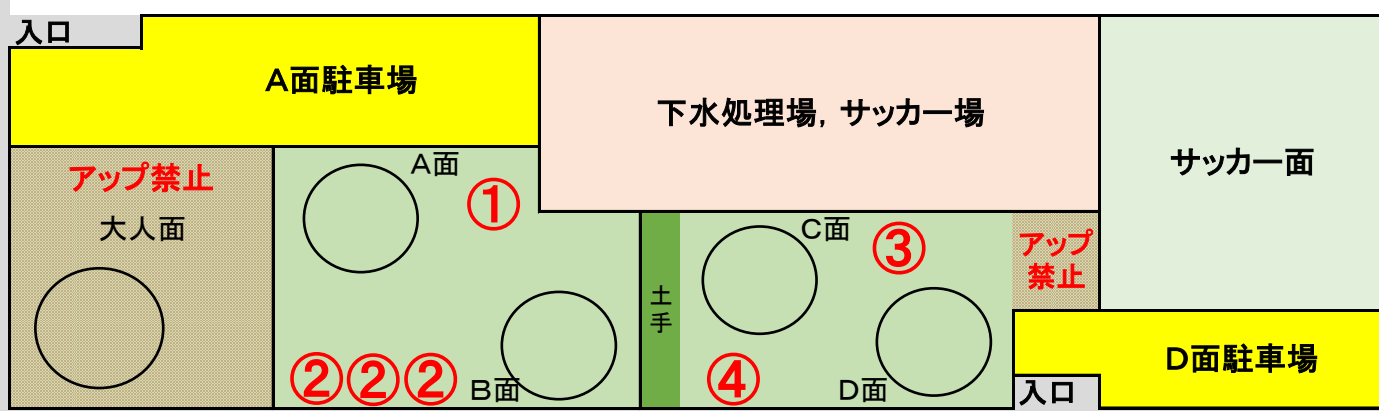 入口
A面駐車場
下水処理場，サッカー場
サッカー面
アップ禁止
大人面
A面
①
②②②
B面
土手
C面
③
④
D面
アップ
禁止
D面駐車場
入口